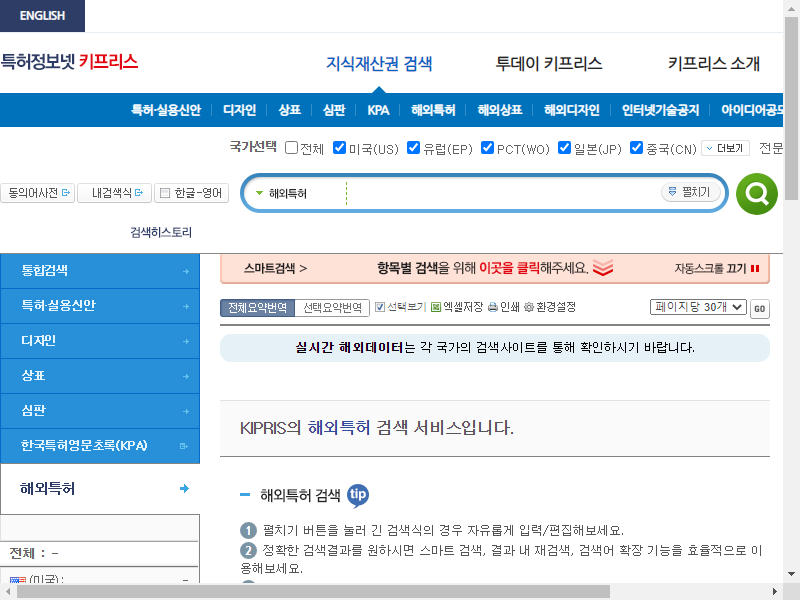 ENGLISH
특허정보넷 키프리스
지식재산권 검색 투데이 키프리스 키프리스 소개
특허·실용신안 디자인 상표 심판 KPA 해외특허 해외상표 해외디자인 인터넷기술공지 아이디어공모
국가선택 전체 미국(US) 유럽(EP) PCT(WO) 일본(JP) 중국(CN) 더보기 전문
동의어사전 내검색식 한글-영어 해외특허 펼치기
검색히스토리
통합검색
특허·실용신안
디자인
상표
심판
한국특허영문초록(KPA)
해외특허
전체 : -
(미국) : -
스마트검색 > 항목별 검색을 위해 이곳을 클릭해주세요. 자동스크롤 끄기
전체요약번역 선택요약번역 선택보기 엑셀저장 인쇄 환경설정 페이지당 30개 GO
실시간 해외데이터는 각 국가의 검색사이트를 통해 확인하시기 바랍니다.
KIPRIS의 해외특허 검색 서비스입니다.
해외특허 검색 tip
1 펼치기 버튼을 눌러 긴 검색식의 경우 자유롭게 입력/편집해보세요.
2 정확한 검색결과를 원하시면 스마트 검색, 결과 내 재검색, 검색어 확장 기능을 효율적으로 이
용해보세요.